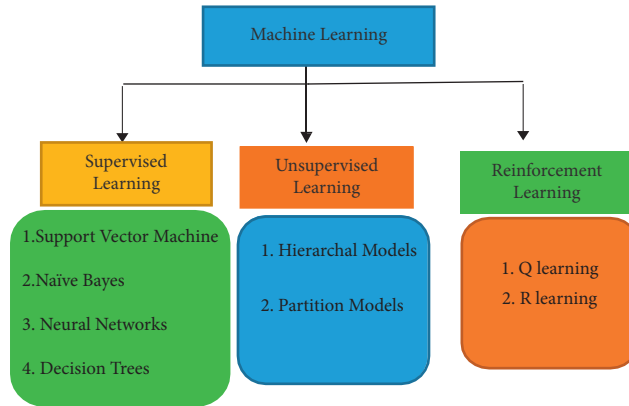 Machine Learning
Supervised
Learning
Unsupervised
Learning
Reinforcement
Learning
1.Support Vector Machine
2.Naïve Bayes
3. Neural Networks
4. Decision Trees
1. Hierarchal Models
2. Partition Models
1. Q learning
2. R learning